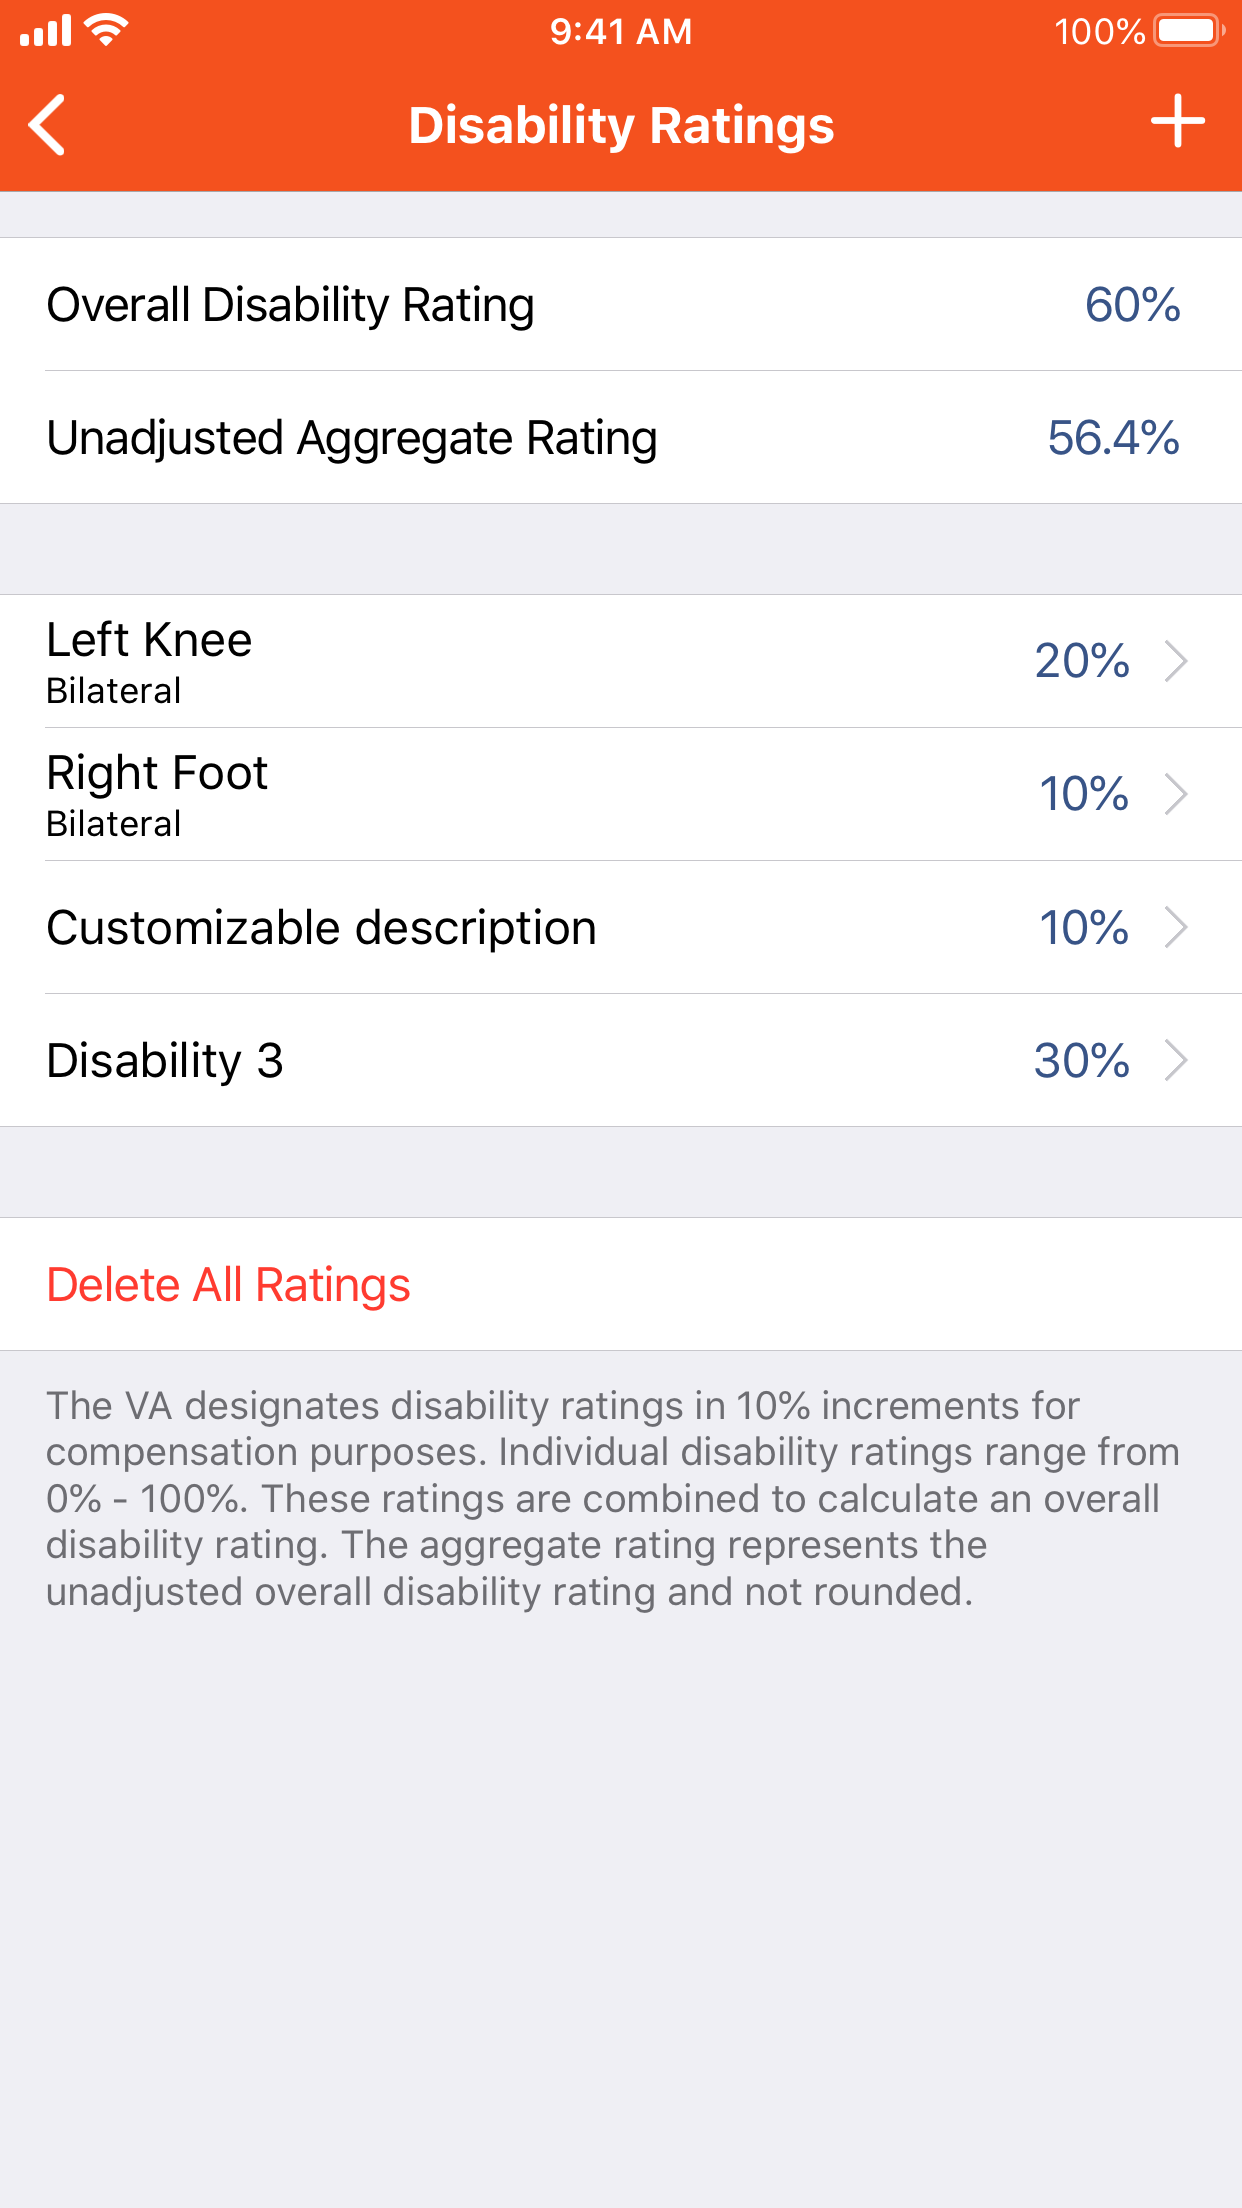 9:41 AM
100%
Disability Ratings
Overall Disability Rating 60%
Unadjusted Aggregate Rating 56.4%
Left Knee 20%
Bilateral
Right Foot 10%
Bilateral
Customizable description 10%
Disability 3 30%
Delete All Ratings
The VA designates disability ratings in 10% increments for
compensation purposes. Individual disability ratings range from
0% - 100%. These ratings are combined to calculate an overall
disability rating. The aggregate rating represents the
unadjusted overall disability rating and not rounded.